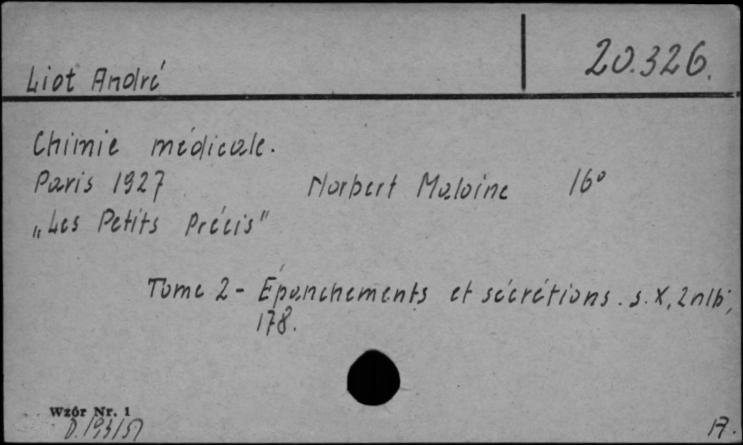 Liot André
20.326.
Chimie médicale.
Paris 1927 Norbert Maloine 16°
„Les Petits Précis"
Tome 2 - Épanchements et sécrétions. s. X, 2 nlb,
178.
Wzór Nr. 1
D. 193/57
A.